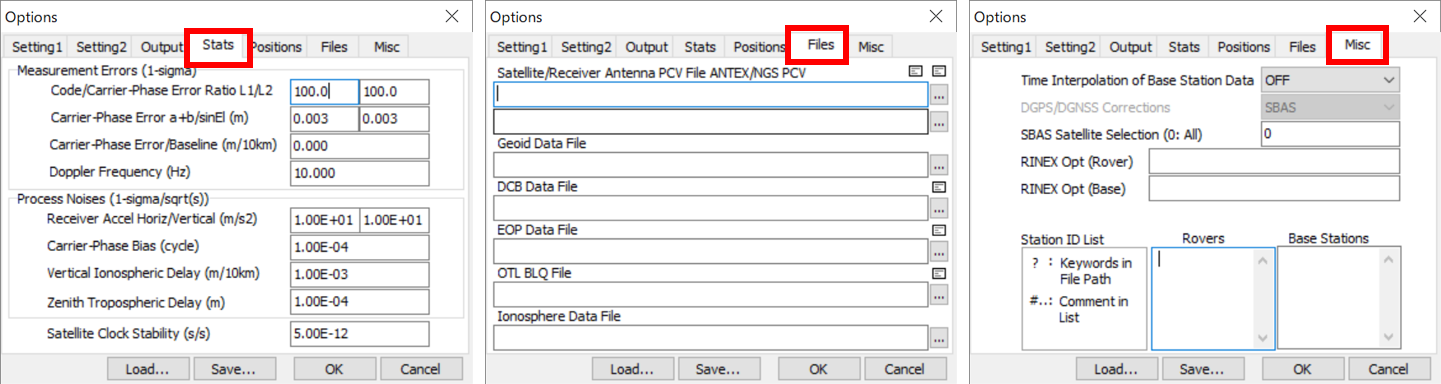 Options
Setting1 Setting2 Output Stats Positions Files Misc
Measurement Errors (1-sigma)
Code/Carrier-Phase Error Ratio L1/L2 100.0 100.0
Carrier-Phase Error a+b/sinEl (m) 0.003 0.003
Carrier-Phase Error/Baseline (m/10km) 0.000
Doppler Frequency (Hz) 10.000
Process Noises (1-sigma/sqrt(s))
Receiver Accel Horiz/Vertical (m/s2) 1.00E+01 1.00E+01
Carrier-Phase Bias (cycle) 1.00E-04
Vertical Ionospheric Delay (m/10km) 1.00E-03
Zenith Tropospheric Delay (m) 1.00E-04
Satellite Clock Stability (s/s) 5.00E-12
Load... Save... OK Cancel
Options
Setting1 Setting2 Output Stats Positions Files Misc
Satellite/Receiver Antenna PCV File ANTEX/NGS PCV
...
...
Geoid Data File
...
DCB Data File
...
EOP Data File
...
OTL BLQ File
...
Ionosphere Data File
...
Load... Save... OK Cancel
Options
Setting1 Setting2 Output Stats Positions Files Misc
Time Interpolation of Base Station Data OFF
DGPS/DGNSS Corrections SBAS
SBAS Satellite Selection (0: All) 0
RINEX Opt (Rover)
RINEX Opt (Base)
Station ID List Rovers Base Stations
? : Keywords in
File Path
#..: Comment in
List
Load... Save... OK Cancel